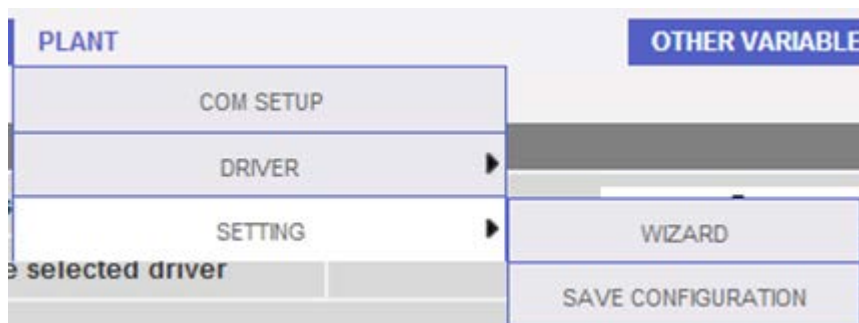 PLANT
OTHER VARIABLE
COM SETUP
DRIVER
SETTING
WIZARD
selected driver
SAVE CONFIGURATION